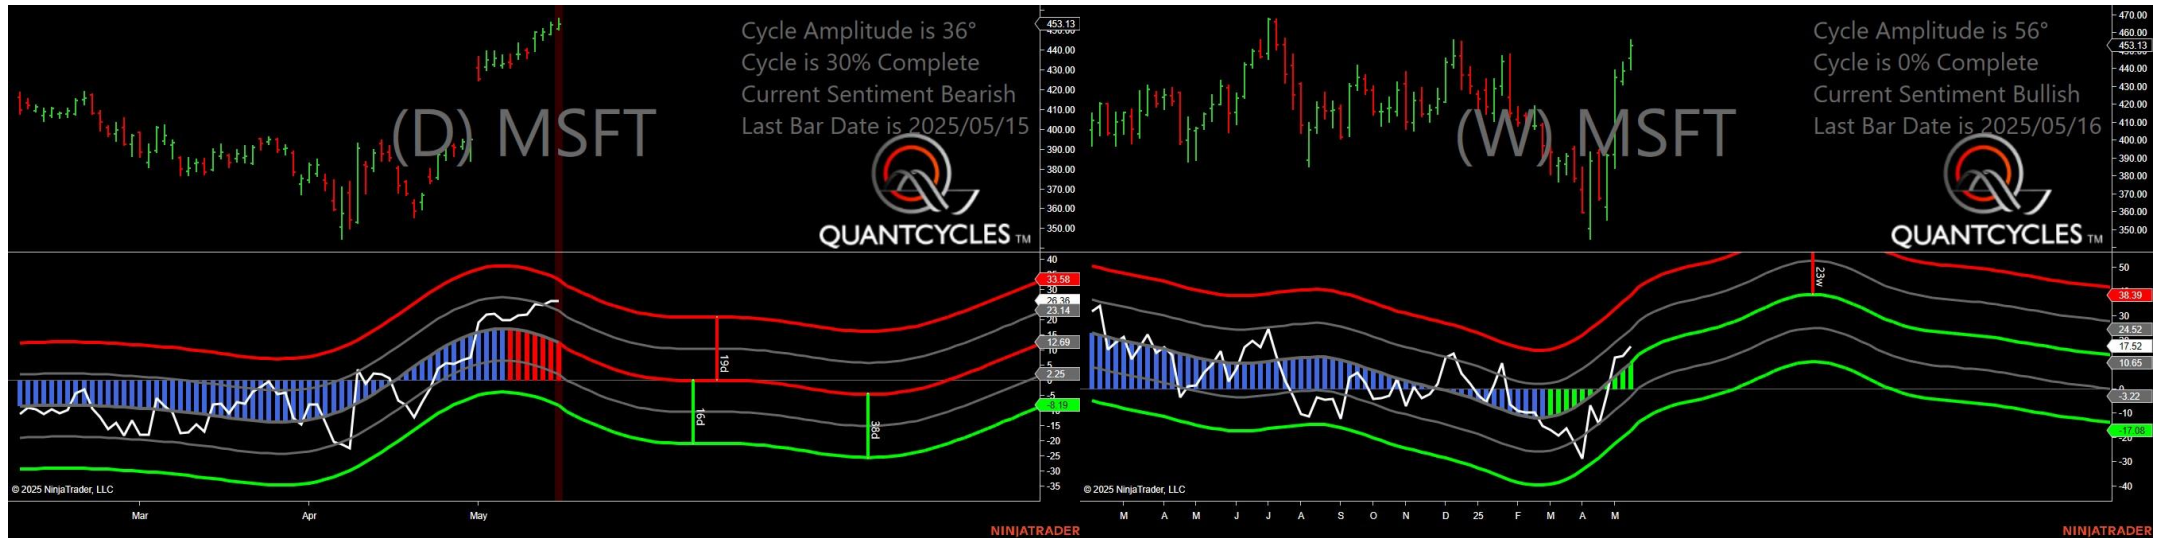 Cycle Amplitude is 36°
Cycle is 30% Complete
Current Sentiment Bearish
Last Bar Date is 2025/05/15
(D) MSFT
QUANTCYCLES TM
453.13
440.00
430.00
420.00
410.00
400.00
390.00
380.00
370.00
360.00
350.00
40
33.58
30
26.36
23.14
20
15
12.69
10
5
2.25
-5
-8.19
-15
-20
-25
-30
-35
19d
16d
38d
© 2025 NinjaTrader, LLC
Mar Apr May
NINJATRADER
Cycle Amplitude is 56°
Cycle is 0% Complete
Current Sentiment Bullish
Last Bar Date is 2025/05/16
(W) MSFT
QUANTCYCLES TM
470.00
460.00
453.13
440.00
430.00
420.00
410.00
400.00
390.00
380.00
370.00
360.00
350.00
23w
50
38.39
30
24.52
17.52
10.65
0
-3.22
-10
-17.08
-20
-30
-40
© 2025 NinjaTrader, LLC
M A M J J A S O N D 25 F M A M
NINJATRADER